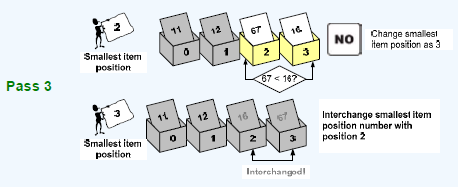 2
11
12
67
16
NO
Change smallest
item position as 3
Smallest item
position
0
1
2
3
67 < 16?
Pass 3
3
11
12
16
67
Interchange smallest item
position number with
position 2
0
1
2
3
Smallest item
position
Interchanged!